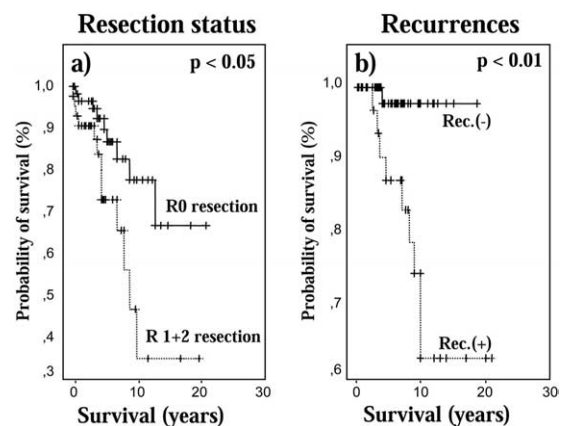 Resection status
a)
p < 0.05
Probability of survival (%)
1,0
,90
,8
,7
,6
,5
,4
,3
R0 resection
R 1+2 resection
0
10
20
30
Survival (years)
Recurrences
b)
p < 0.01
Probability of survival (%)
1,0
,9
,8
,7
,6
Rec.(-)
Rec.(+)
0
10
20
30
Survival (years)